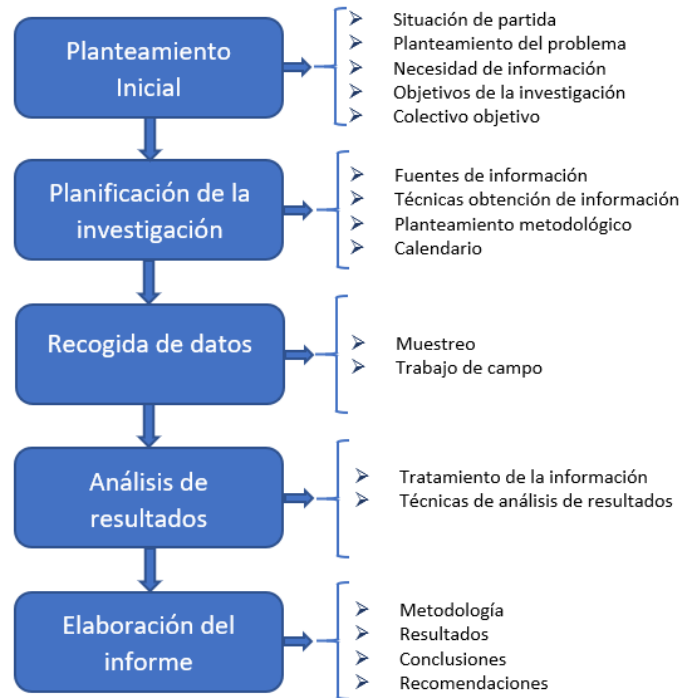 Planteamiento
Inicial
Situación de partida
Planteamiento del problema
Necesidad de información
Objetivos de la investigación
Colectivo objetivo
Planificación de la
investigación
Fuentes de información
Técnicas obtención de información
Planteamiento metodológico
Calendario
Recogida de datos
Muestreo
Trabajo de campo
Análisis de
resultados
Tratamiento de la información
Técnicas de análisis de resultados
Elaboración del
informe
Metodología
Resultados
Conclusiones
Recomendaciones